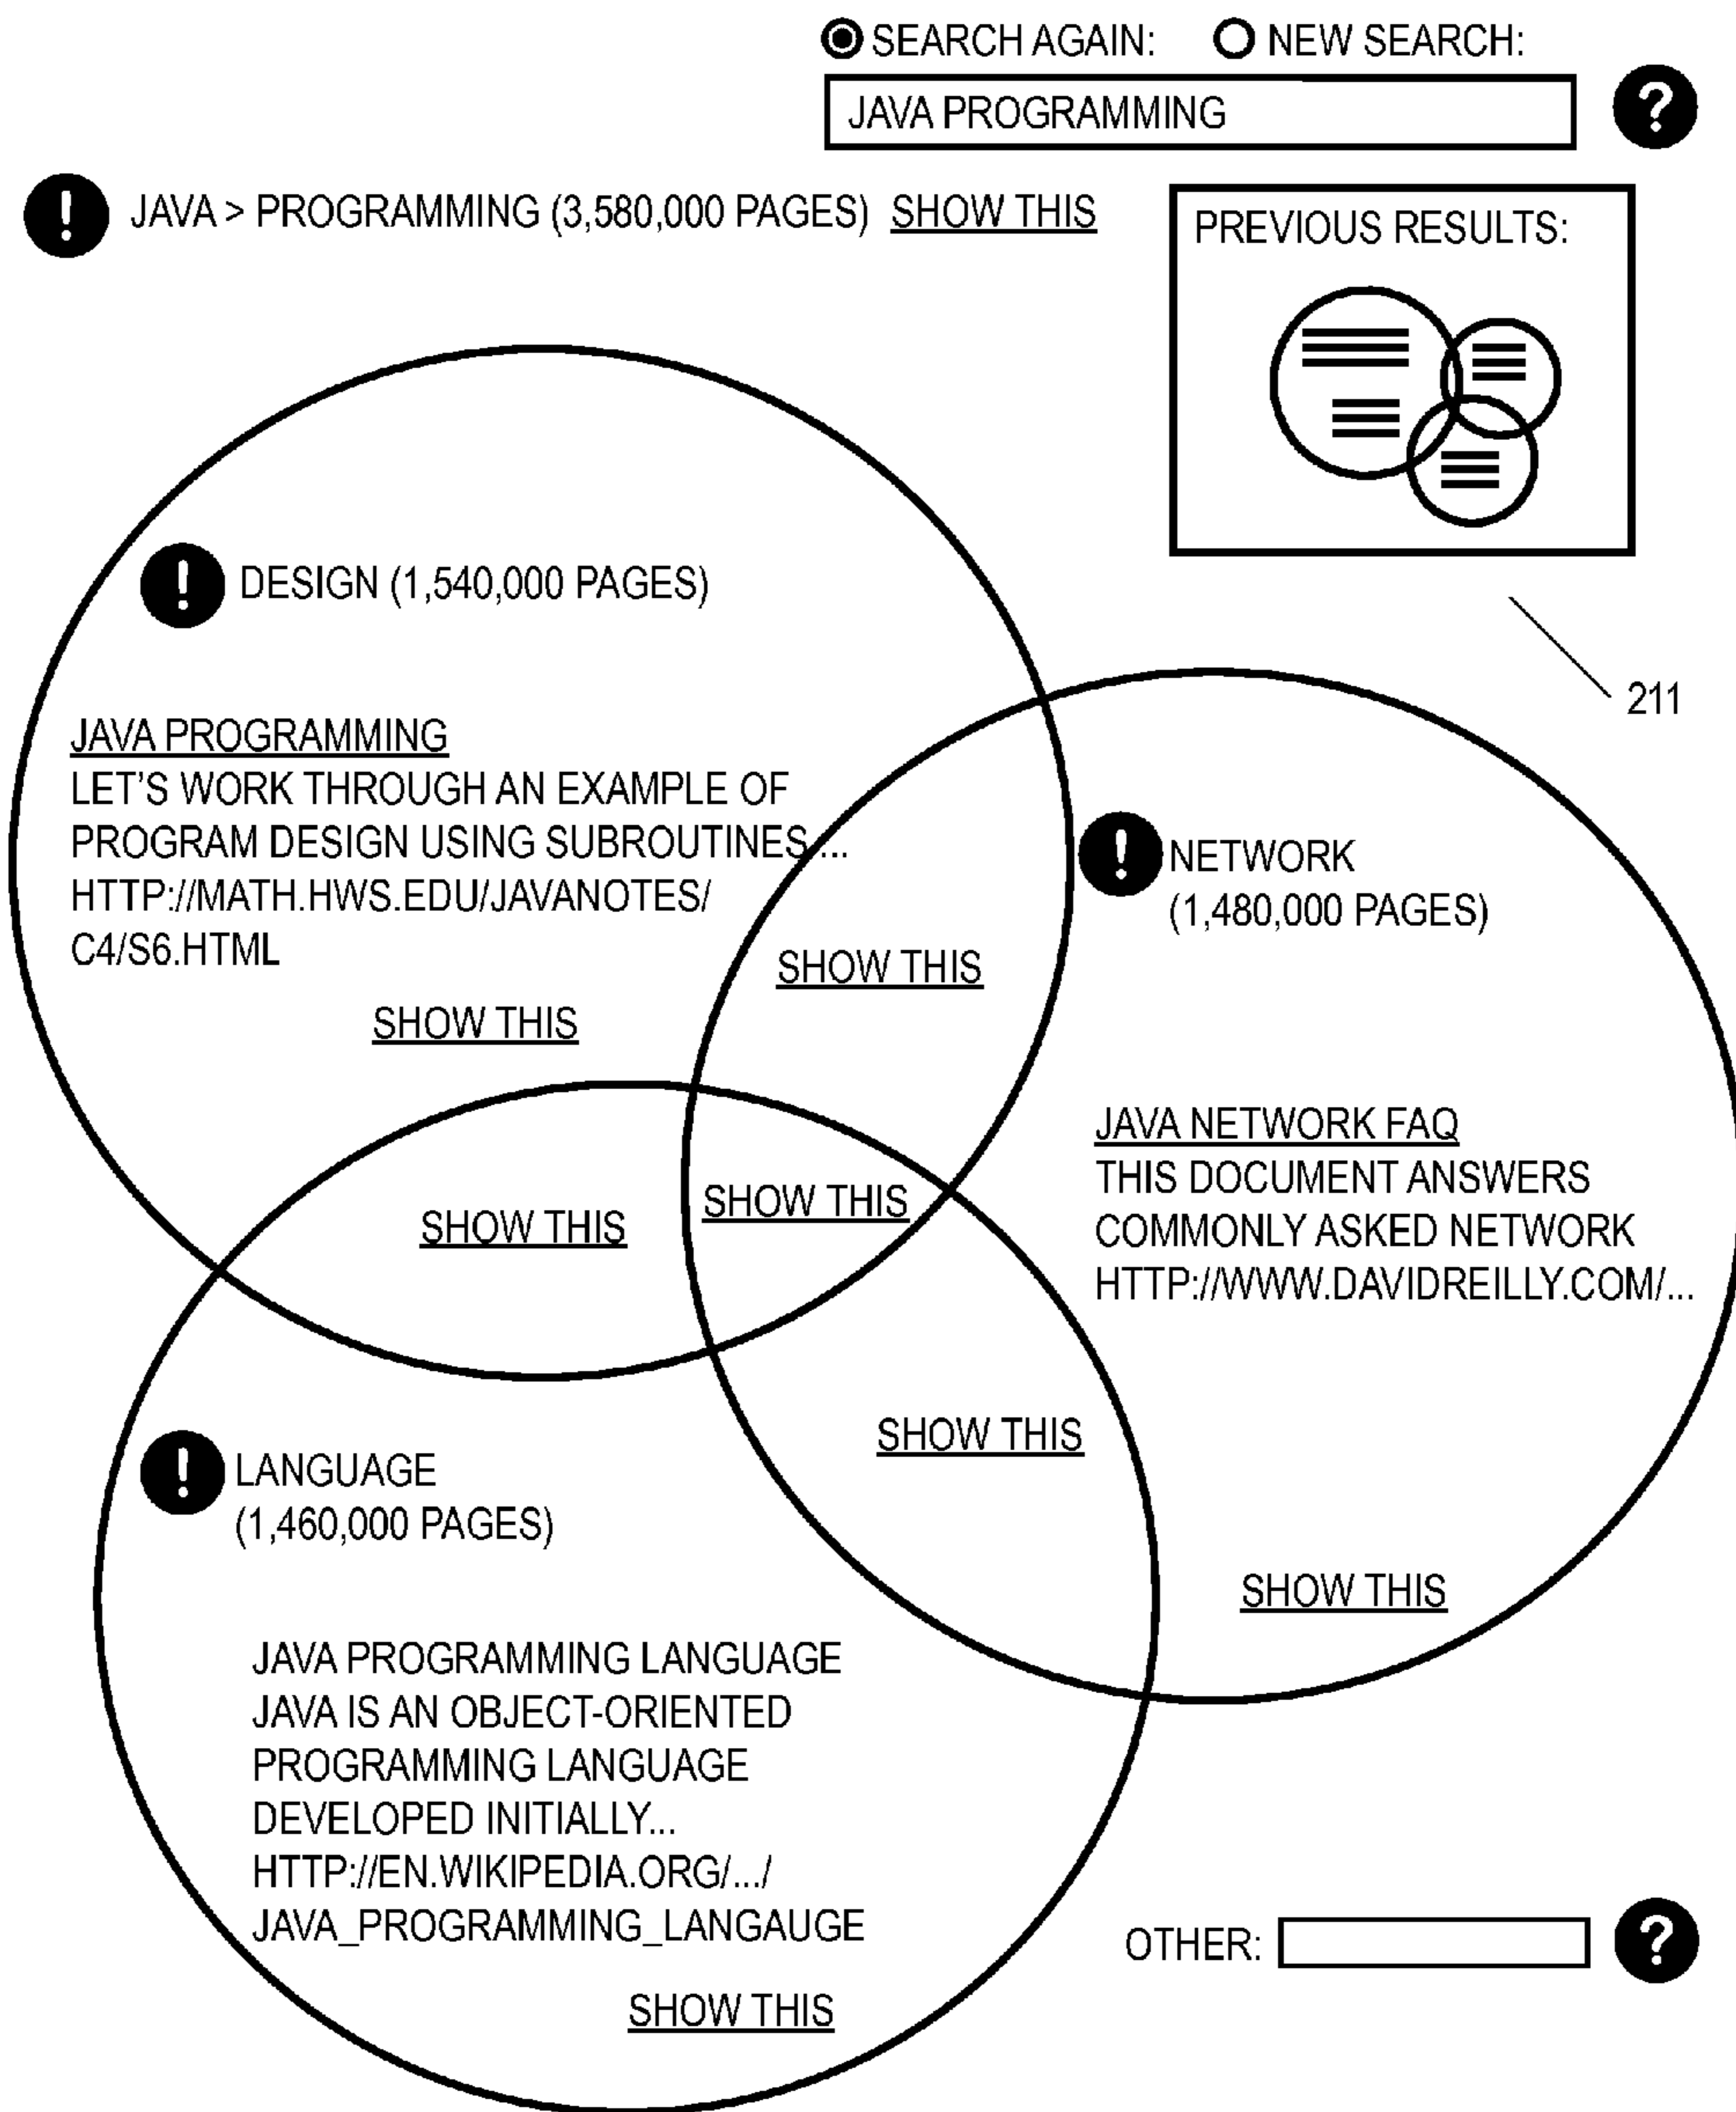 SEARCH AGAIN: NEW SEARCH:
JAVA PROGRAMMING
?
! JAVA > PROGRAMMING (3,580,000 PAGES) SHOW THIS
PREVIOUS RESULTS:
211
! DESIGN (1,540,000 PAGES)
JAVA PROGRAMMING
LET'S WORK THROUGH AN EXAMPLE OF
PROGRAM DESIGN USING SUBROUTINES...
HTTP://MATH.HWS.EDU/JAVANOTES/
C4/S6.HTML
SHOW THIS
SHOW THIS
! NETWORK
(1,480,000 PAGES)
JAVA NETWORK FAQ
THIS DOCUMENT ANSWERS
COMMONLY ASKED NETWORK
HTTP://WWW.DAVIDREILLY.COM/...
SHOW THIS
SHOW THIS
SHOW THIS
SHOW THIS
! LANGUAGE
(1,460,000 PAGES)
JAVA PROGRAMMING LANGUAGE
JAVA IS AN OBJECT-ORIENTED
PROGRAMMING LANGUAGE
DEVELOPED INITIALLY...
HTTP://EN.WIKIPEDIA.ORG/.../
JAVA_PROGRAMMING_LANGAUGE
SHOW THIS
OTHER:
?